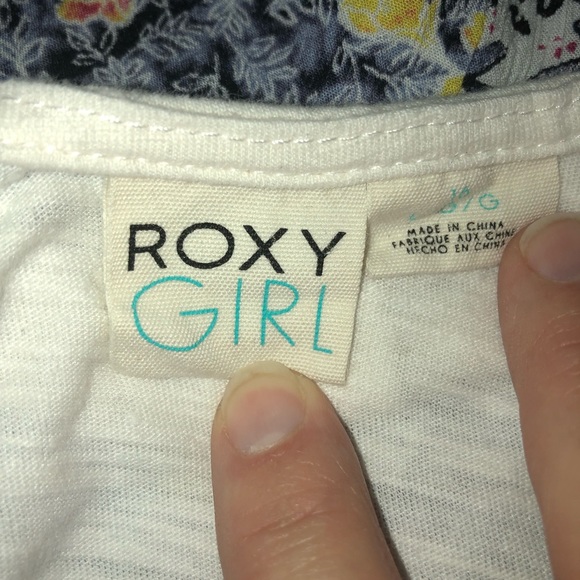 ROXY
GIRL
MADE IN CHINA
FABRIQUE AUX CHINE
HECHO EN CHINA